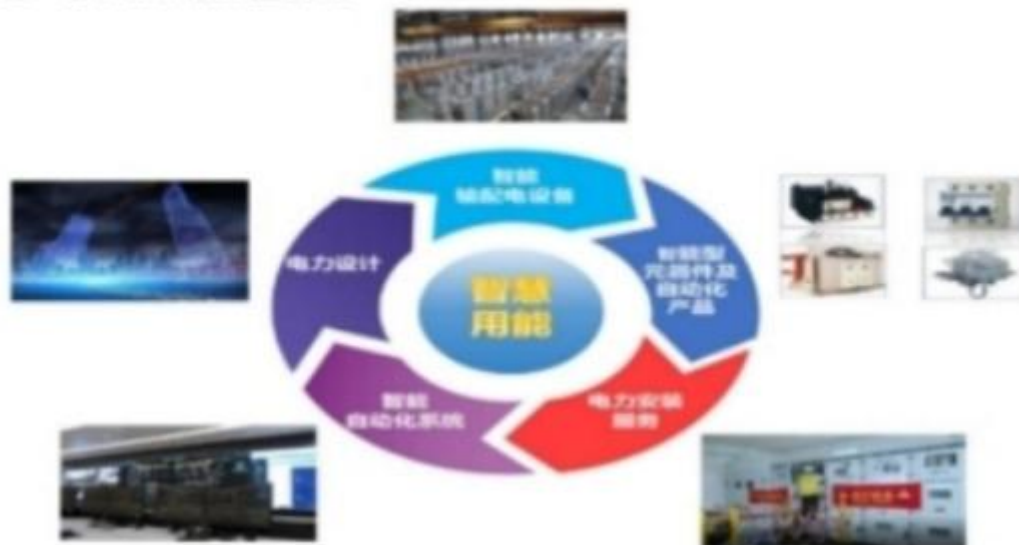 智能
输配电设备
智能型
元器件及
自动化
产品
电力安装
服务
智能
自动化系统
电力设计
智慧
用能